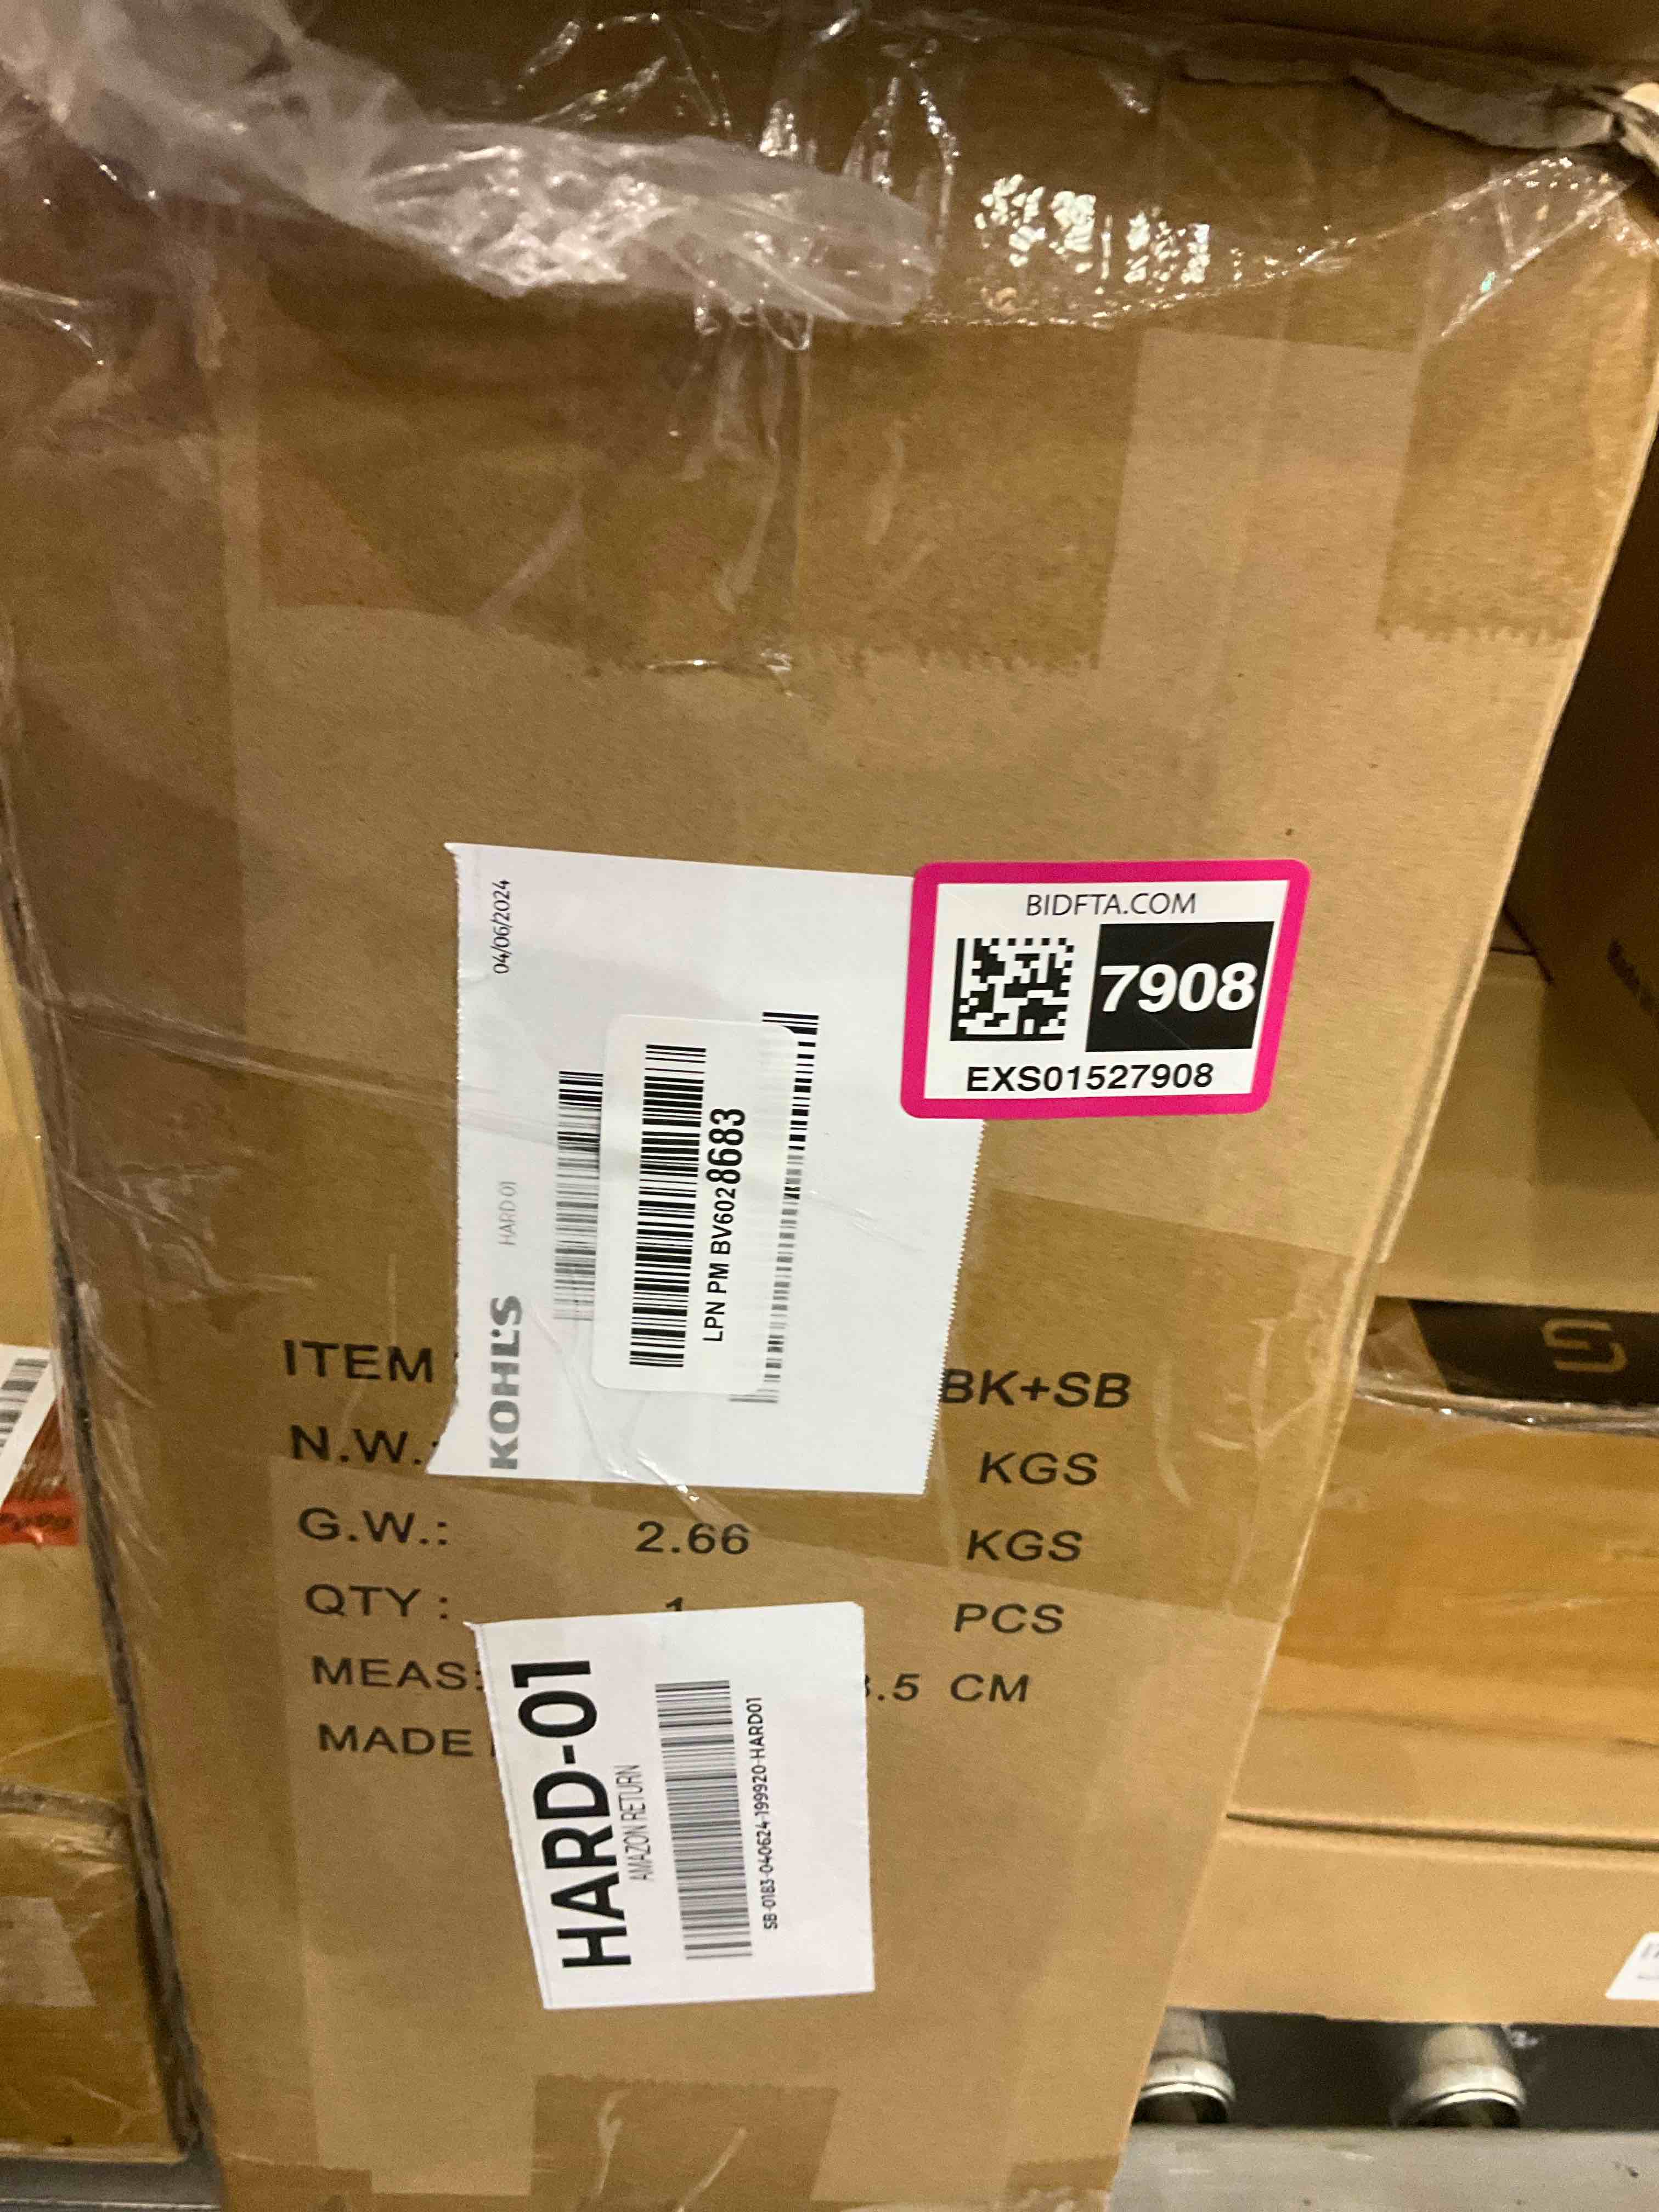 BIDFTA.COM
7908
EXS01527908
04/06/2024
KOHL'S HARD 01
LPN PM BV6028683
ITEM BK+SB
N.W.: KGS
G.W.: 2.66 KGS
QTY : 1 PCS
MEAS: .5 CM
MADE
HARD-01
AMAZON RETURN
SB-0183-040624-199920-HARD01